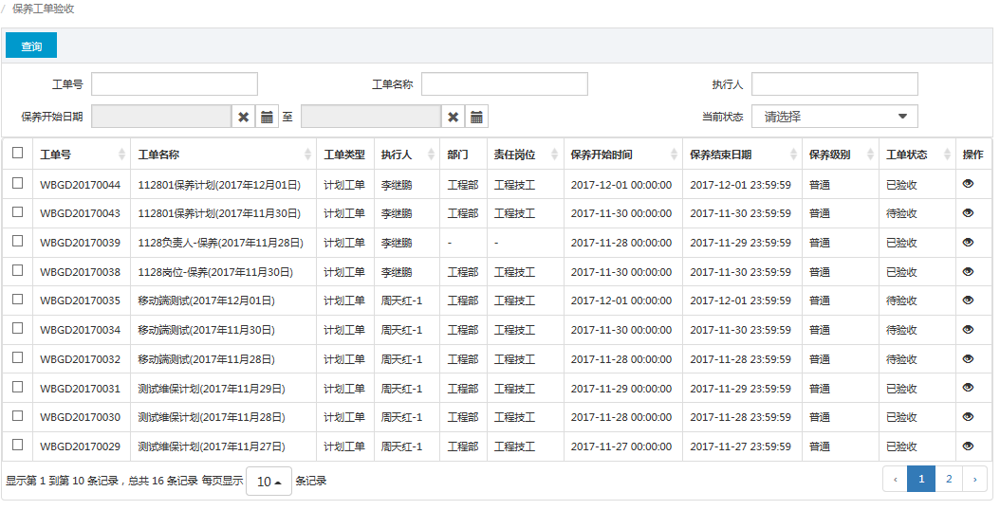 / 保养工单验收
查询
工单号 工单名称 执行人
保养开始日期 至 当前状态 请选择
工单号 工单名称 工单类型 执行人 部门 责任岗位 保养开始时间 保养结束日期 保养级别 工单状态 操作
WBGD20170044 112801保养计划(2017年12月01日) 计划工单 李继鹏 工程部 工程技工 2017-12-01 00:00:00 2017-12-01 23:59:59 普通 已验收
WBGD20170043 112801保养计划(2017年11月30日) 计划工单 李继鹏 工程部 工程技工 2017-11-30 00:00:00 2017-11-30 23:59:59 普通 待验收
WBGD20170039 1128负责人-保养(2017年11月28日) 计划工单 李继鹏 - - 2017-11-28 00:00:00 2017-11-29 23:59:59 普通 已验收
WBGD20170038 1128岗位-保养(2017年11月30日) 计划工单 李继鹏 工程部 工程技工 2017-11-30 00:00:00 2017-11-30 23:59:59 普通 已验收
WBGD20170035 移动端测试(2017年12月01日) 计划工单 周天红-1 工程部 工程技工 2017-12-01 00:00:00 2017-12-01 23:59:59 普通 待验收
WBGD20170034 移动端测试(2017年11月30日) 计划工单 周天红-1 工程部 工程技工 2017-11-30 00:00:00 2017-11-30 23:59:59 普通 待验收
WBGD20170032 移动端测试(2017年11月28日) 计划工单 周天红-1 工程部 工程技工 2017-11-28 00:00:00 2017-11-28 23:59:59 普通 待验收
WBGD20170031 测试维保计划(2017年11月29日) 计划工单 周天红-1 工程部 工程技工 2017-11-29 00:00:00 2017-11-29 23:59:59 普通 已验收
WBGD20170030 测试维保计划(2017年11月28日) 计划工单 周天红-1 工程部 工程技工 2017-11-28 00:00:00 2017-11-28 23:59:59 普通 已验收
WBGD20170029 测试维保计划(2017年11月27日) 计划工单 周天红-1 工程部 工程技工 2017-11-27 00:00:00 2017-11-27 23:59:59 普通 已验收
显示第 1 到第 10 条记录，总共 16 条记录 每页显示 10 条记录 ‹ 1 2 ›